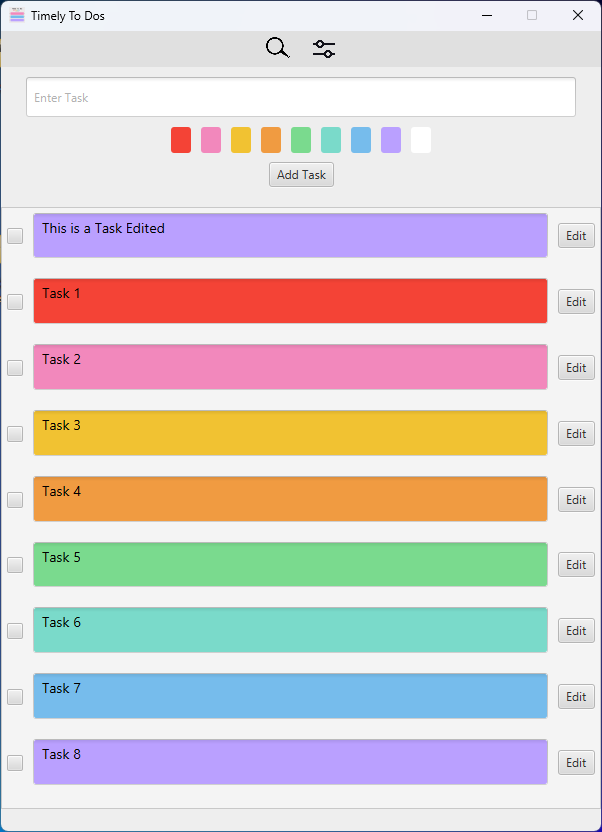 Timely To Dos
Enter Task
Add Task
This is a Task Edited
Edit
Task 1
Edit
Task 2
Edit
Task 3
Edit
Task 4
Edit
Task 5
Edit
Task 6
Edit
Task 7
Edit
Task 8
Edit